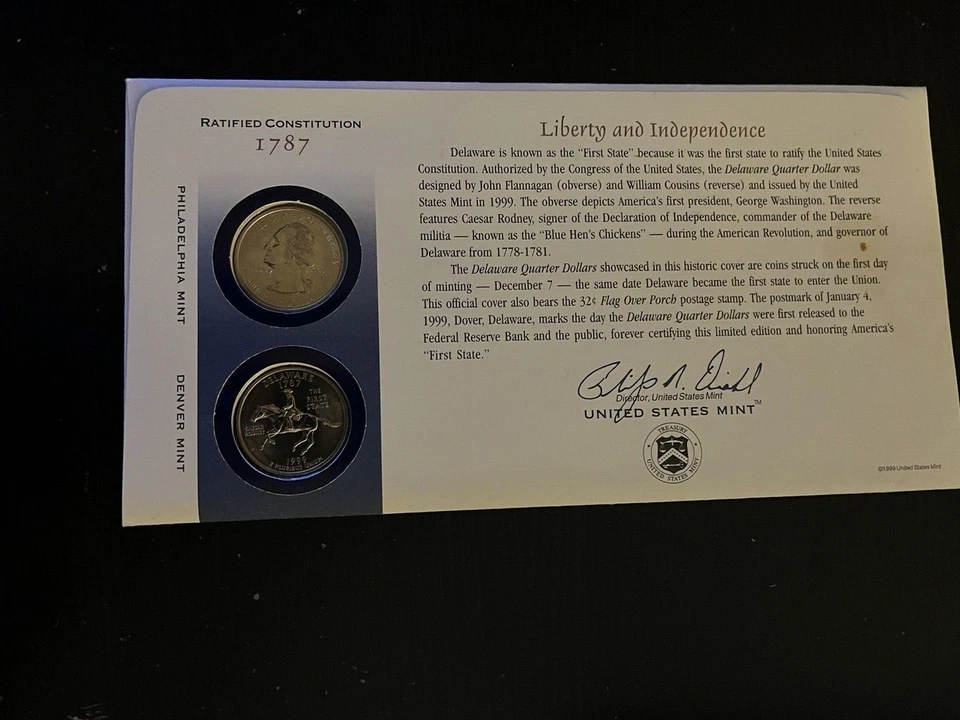 RATIFIED CONSTITUTION
1787
PHILADELPHIA MINT
DENVER MINT
DELAWARE
1787
THE
FIRST
STATE
CAESAR
RODNEY
1999
E PLURIBUS UNUM
Liberty and Independence
Delaware is known as the “First State” because it was the first state to ratify the United States
Constitution. Authorized by the Congress of the United States, the Delaware Quarter Dollar was
designed by John Flannagan (obverse) and William Cousins (reverse) and issued by the United
States Mint in 1999. The obverse depicts America's first president, George Washington. The reverse
features Caesar Rodney, signer of the Declaration of Independence, commander of the Delaware
militia — known as the “Blue Hen's Chickens” — during the American Revolution, and governor of
Delaware from 1778-1781.
The Delaware Quarter Dollars showcased in this historic cover are coins struck on the first day
of minting — December 7 — the same date Delaware became the first state to enter the Union.
This official cover also bears the 32¢ Flag Over Porch postage stamp. The postmark of January 4,
1999, Dover, Delaware, marks the day the Delaware Quarter Dollars were first released to the
Federal Reserve Bank and the public, forever certifying this limited edition and honoring America's
“First State.”
Philip N. Diehl
Director, United States Mint
UNITED STATES MINT™
TREASURY
UNITED STATES MINT
©1999 United States Mint